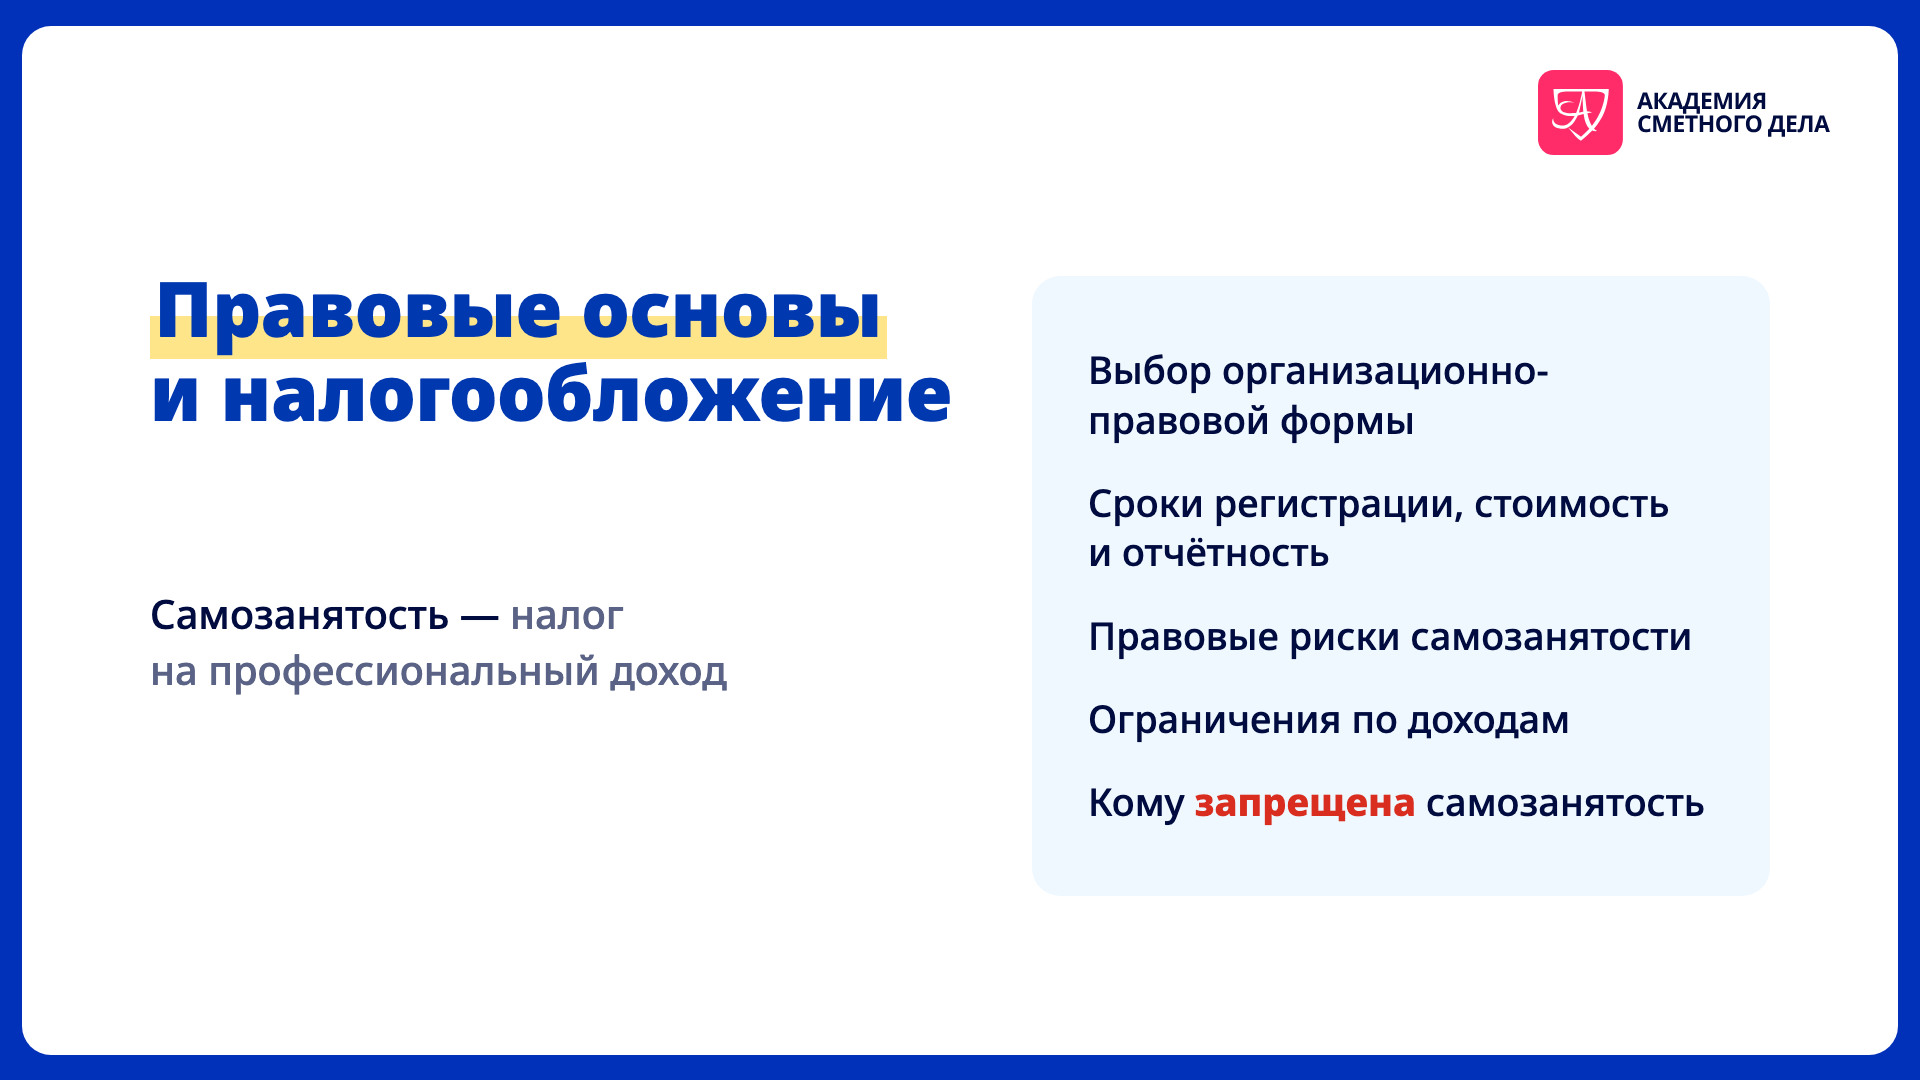 АКАДЕМИЯ
СМЕТНОГО ДЕЛА
Правовые основы
и налогообложение
Самозанятость — налог
на профессиональный доход
Выбор организационно-
правовой формы
Сроки регистрации, стоимость
и отчётность
Правовые риски самозанятости
Ограничения по доходам
Кому запрещена самозанятость